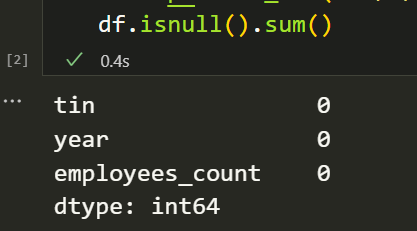 df.isnull().sum()
[2]
0.4s
...
tin 0
year 0
employees_count 0
dtype: int64